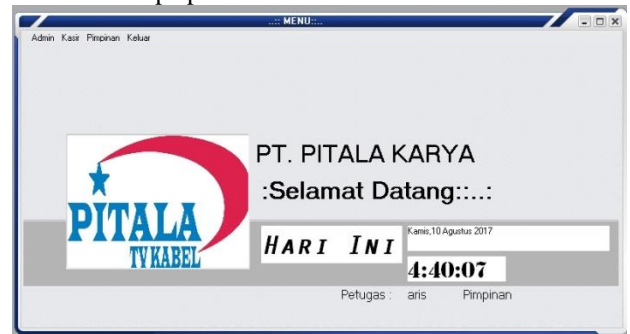 ..:: MENU::...
Admin Kasir Pimpinan Keluar
PT. PITALA KARYA
:Selamat Datang::..:
PITALA
TV KABEL
HARI INI
Kamis,10 Agustus 2017
4:40:07
Petugas : aris Pimpinan